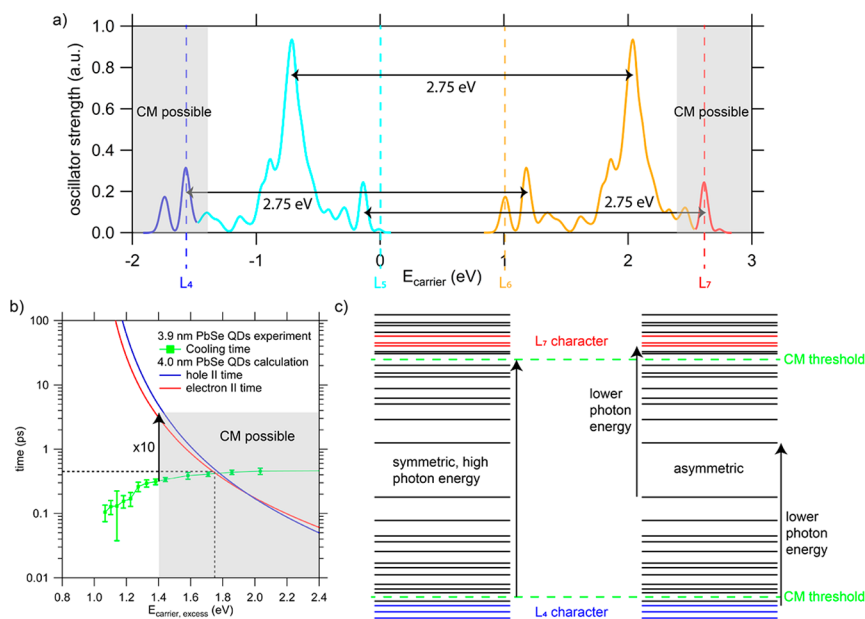 a)
oscillator strength (a.u.)
1.0
0.8
0.6
0.4
0.2
0.0
CM possible
2.75 eV
CM possible
2.75 eV
2.75 eV
-2
-1
0
1
2
3
L₄
L₅
E carrier (eV)
L₆
L₇
b)
time (ps)
100
10
1
0.1
0.01
3.9 nm PbSe QDs experiment
Cooling time
4.0 nm PbSe QDs calculation
hole II time
electron II time
CM possible
x10
0.8
1.0
1.2
1.4
1.6
1.8
2.0
2.2
2.4
E carrier, excess (eV)
c)
L₇ character
CM threshold
lower
photon
energy
symmetric, high
photon energy
asymmetric
lower
photon
energy
CM threshold
L₄ character